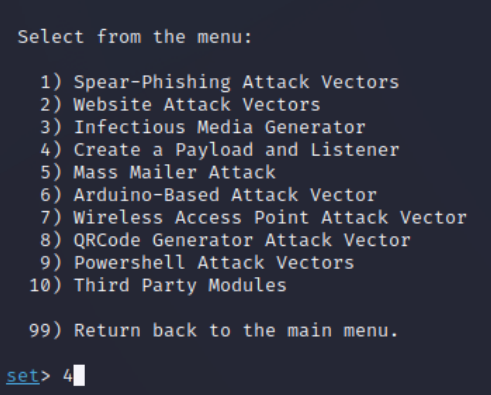 Select from the menu:
1) Spear-Phishing Attack Vectors
2) Website Attack Vectors
3) Infectious Media Generator
4) Create a Payload and Listener
5) Mass Mailer Attack
6) Arduino-Based Attack Vector
7) Wireless Access Point Attack Vector
8) QRCode Generator Attack Vector
9) Powershell Attack Vectors
10) Third Party Modules
99) Return back to the main menu.
set> 4